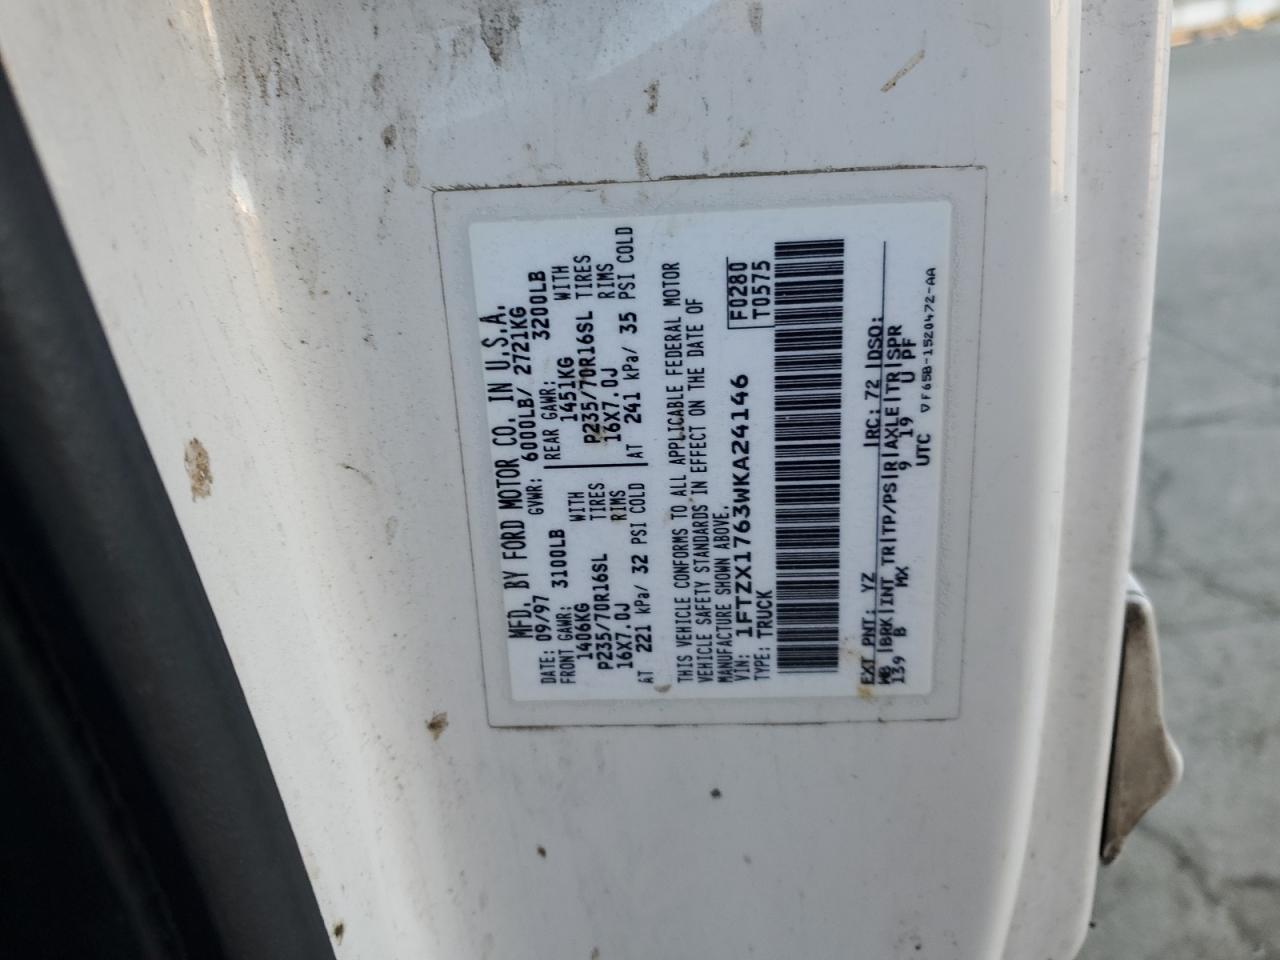 MFD. BY FORD MOTOR CO. IN U.S.A.
DATE: 09/97 GVWR: 6000LB/ 2721KG
FRONT GAWR: 3100LB REAR GAWR: 3200LB
1406KG WITH 1451KG WITH
P235/70R16SL TIRES P235/70R16SL TIRES
16X7.0J RIMS 16X7.0J RIMS
AT 221 kPa/ 32 PSI COLD AT 241 kPa/ 35 PSI COLD
THIS VEHICLE CONFORMS TO ALL APPLICABLE FEDERAL MOTOR
VEHICLE SAFETY STANDARDS IN EFFECT ON THE DATE OF
MANUFACTURE SHOWN ABOVE.
VIN: 1FTZX1763WKA24146 F0280
TYPE: TRUCK T0575
EXT PNT: YZ RC: 72 DSO:
WB BRK INT TR TP/PS R AXLE TR SPR
139 B MX 9 19 U PF
UTC ▽F65B-1520472-AA